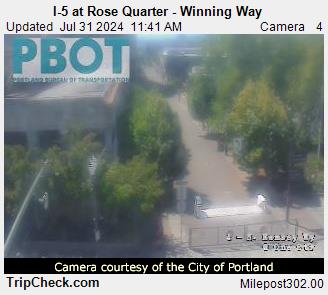 I-5 at Rose Quarter - Winning Way
Updated Jul 31 2024 11:41 AM Camera 4
PBOT
PORTLAND BUREAU OF TRANSPORTATION
Camera courtesy of the City of Portland
TripCheck.com Milepost302.00